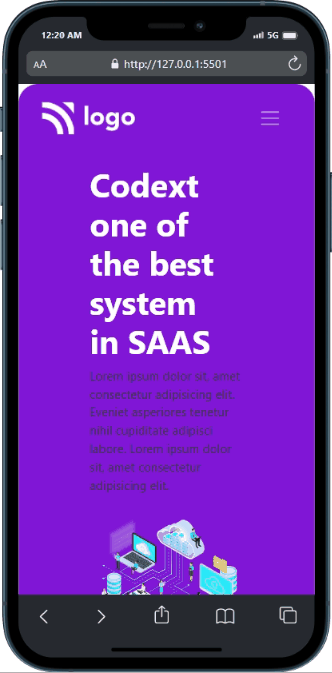 12:20 AM
5G
AA
http://127.0.0.1:5501
logo
Codext
one of
the best
system
in SAAS
Lorem ipsum dolor sit, amet
consectetur adipisicing elit.
Eveniet asperiores tenetur
nihil cupiditate adipisci
labore. Lorem ipsum dolor
sit, amet consectetur
adipisicing elit.